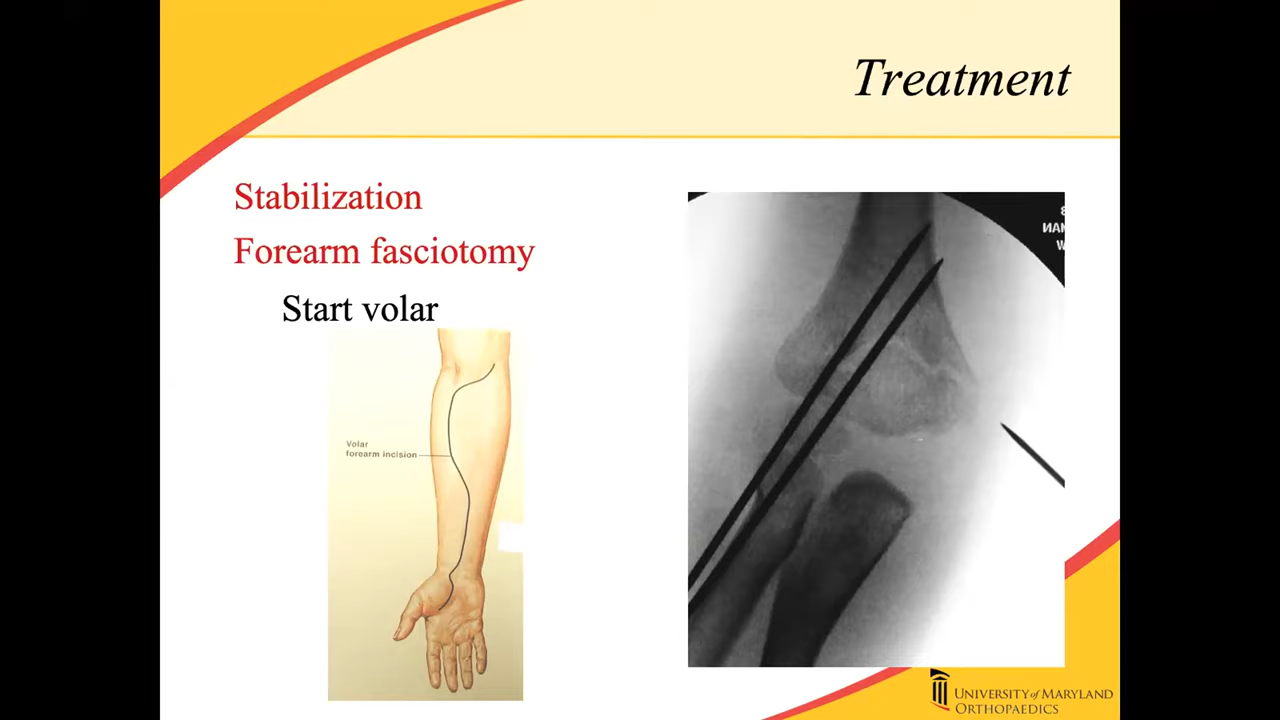 Treatment
Stabilization
Forearm fasciotomy
Start volar
Volar
forearm incision
UNIVERSITY of MARYLAND
ORTHOPAEDICS